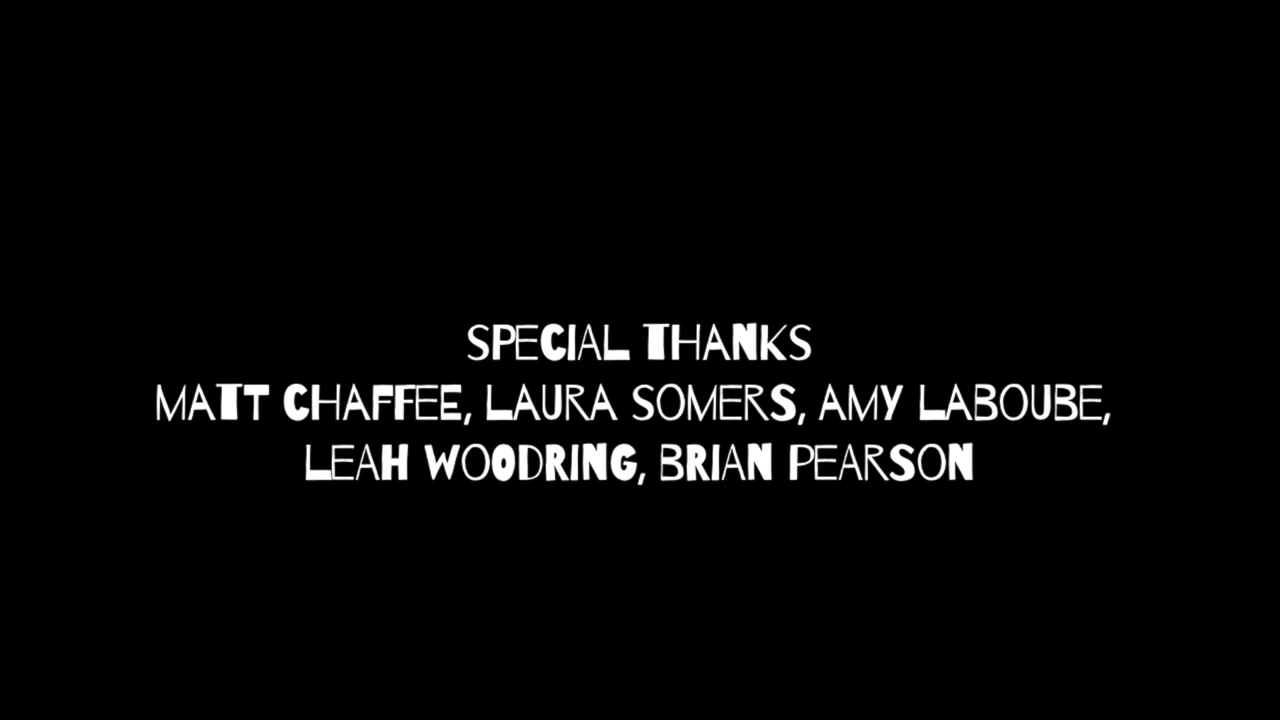 SPECIAL THANKS
MATT CHAFFEE, LAURA SOMERS, AMY LABOUBE,
LEAH WOODRING, BRIAN PEARSON